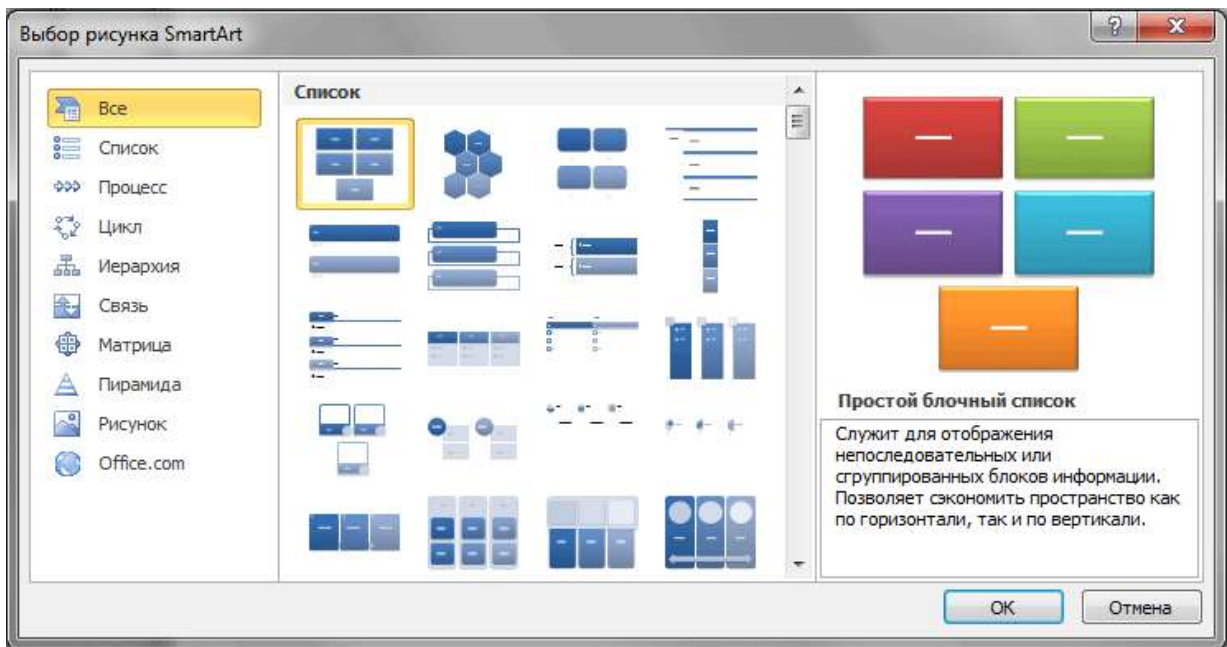 Выбор рисунка SmartArt
Все
Список
Процесс
Цикл
Иерархия
Связь
Матрица
Пирамида
Рисунок
Office.com
Список
Простой блочный список
Служит для отображения
непоследовательных или
сгруппированных блоков информации.
Позволяет сэкономить пространство как
по горизонтали, так и по вертикали.
ОК
Отмена